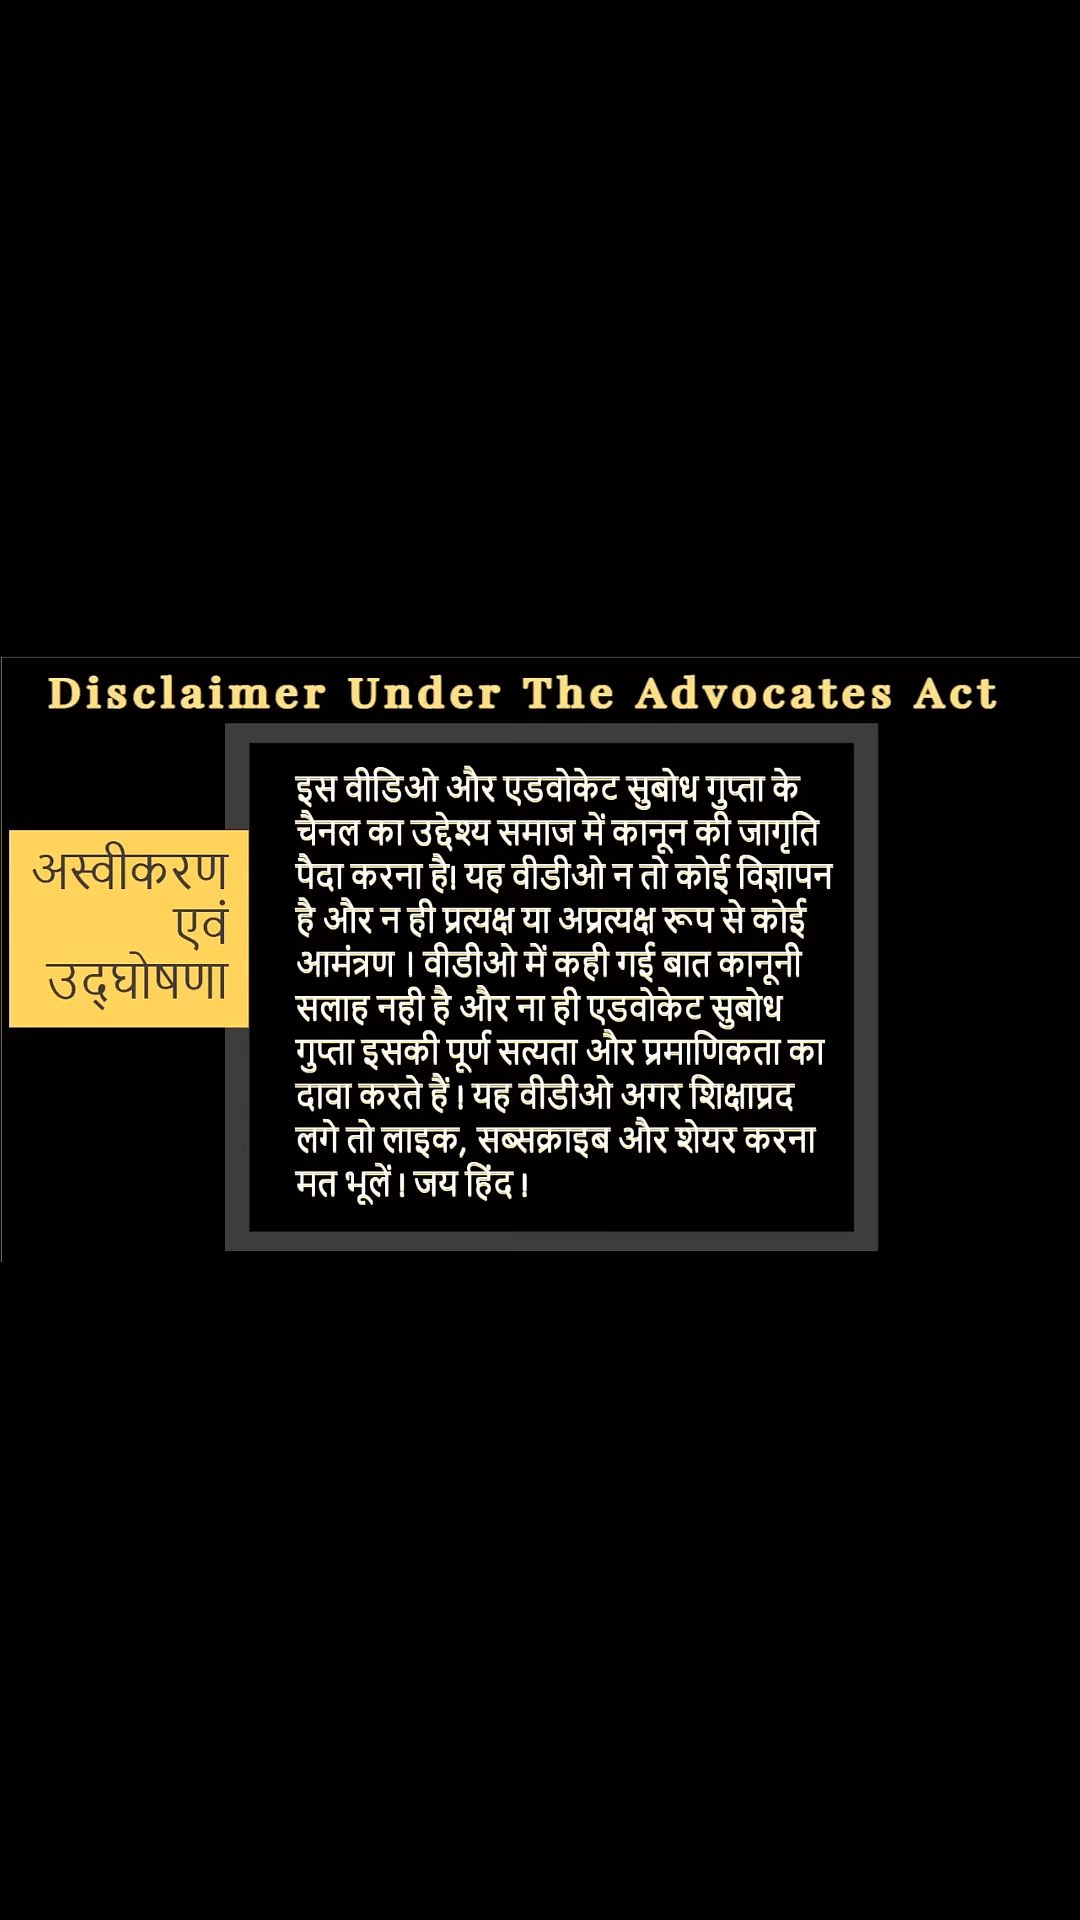 Disclaimer Under The Advocates Act
अस्वीकरण
एवं
उद्घोषणा
इस वीडिओ और एडवोकेट सुबोध गुप्ता के
चैनल का उद्देश्य समाज में कानून की जागृति
पैदा करना है! यह वीडीओ न तो कोई विज्ञापन
है और न ही प्रत्यक्ष या अप्रत्यक्ष रूप से कोई
आमंत्रण । वीडीओ में कही गई बात कानूनी
सलाह नही है और ना ही एडवोकेट सुबोध
गुप्ता इसकी पूर्ण सत्यता और प्रमाणिकता का
दावा करते हैं ! यह वीडीओ अगर शिक्षाप्रद
लगे तो लाइक, सब्सक्राइब और शेयर करना
मत भूलें ! जय हिंद !